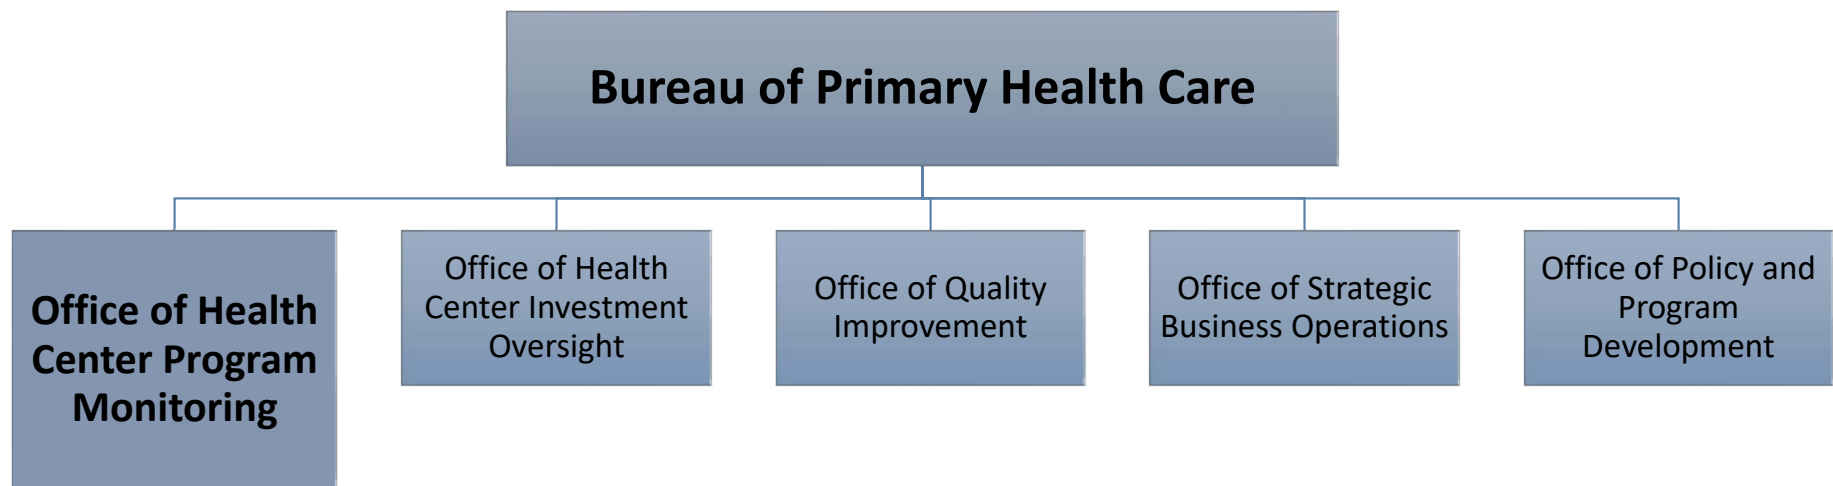 Bureau of Primary Health Care
Office of Health
Center Program
Monitoring
Office of Health
Center Investment
Oversight
Office of Quality
Improvement
Office of Strategic
Business Operations
Office of Policy and
Program
Development